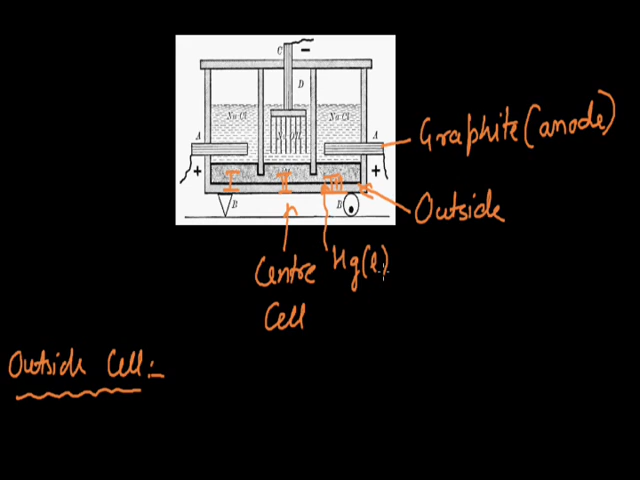 C −
D
NaCl NaCl
NaOH
A A
+ +
I II III
B B
Graphite (anode)
Outside
Centre
Cell
Hg(l)
Outside Cell :-